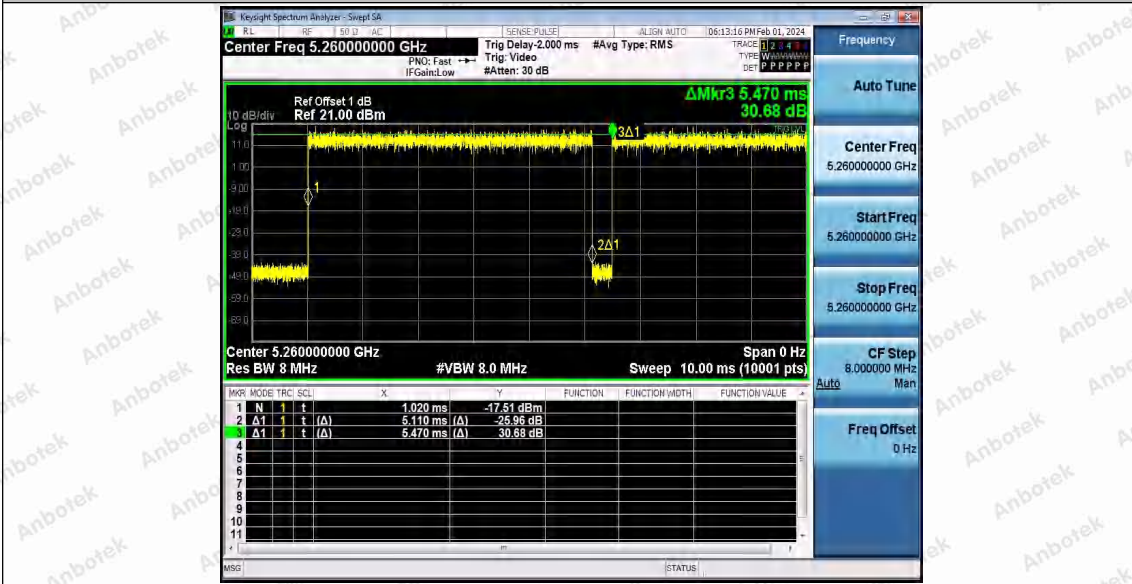 Keysight Spectrum Analyzer - Swept SA
RL RF 50 Ω AC SENSE:PULSE ALIGN AUTO 06:13:16 PM Feb 01, 2024
Center Freq 5.260000000 GHz
PNO: Fast
IFGain:Low
Trig Delay-2.000 ms
Trig: Video
#Atten: 30 dB
#Avg Type: RMS
TRACE 1 2 3 4 5 6
TYPE
DET P P P P P P
ΔMkr3 5.470 ms
30.68 dB
Ref Offset 1 dB
10 dB/div Ref 21.00 dBm
Log
11.0
1.00
-9.00
-19.0
-29.0
-39.0
-49.0
-59.0
-69.0
1
2Δ1
3Δ1
Center 5.260000000 GHz Span 0 Hz
Res BW 8 MHz #VBW 8.0 MHz Sweep 10.00 ms (10001 pts)
MKR MODE TRC SCL X Y FUNCTION FUNCTION WIDTH FUNCTION VALUE
1 N 1 t 1.020 ms -17.51 dBm
2 Δ1 1 t (Δ) 5.110 ms (Δ) -25.96 dB
3 Δ1 1 t (Δ) 5.470 ms (Δ) 30.68 dB
4
5
6
7
8
9
10
11
MSG STATUS
Frequency
Auto Tune
Center Freq
5.260000000 GHz
Start Freq
5.260000000 GHz
Stop Freq
5.260000000 GHz
CF Step
8.000000 MHz
Auto Man
Freq Offset
0 Hz
Anbotek